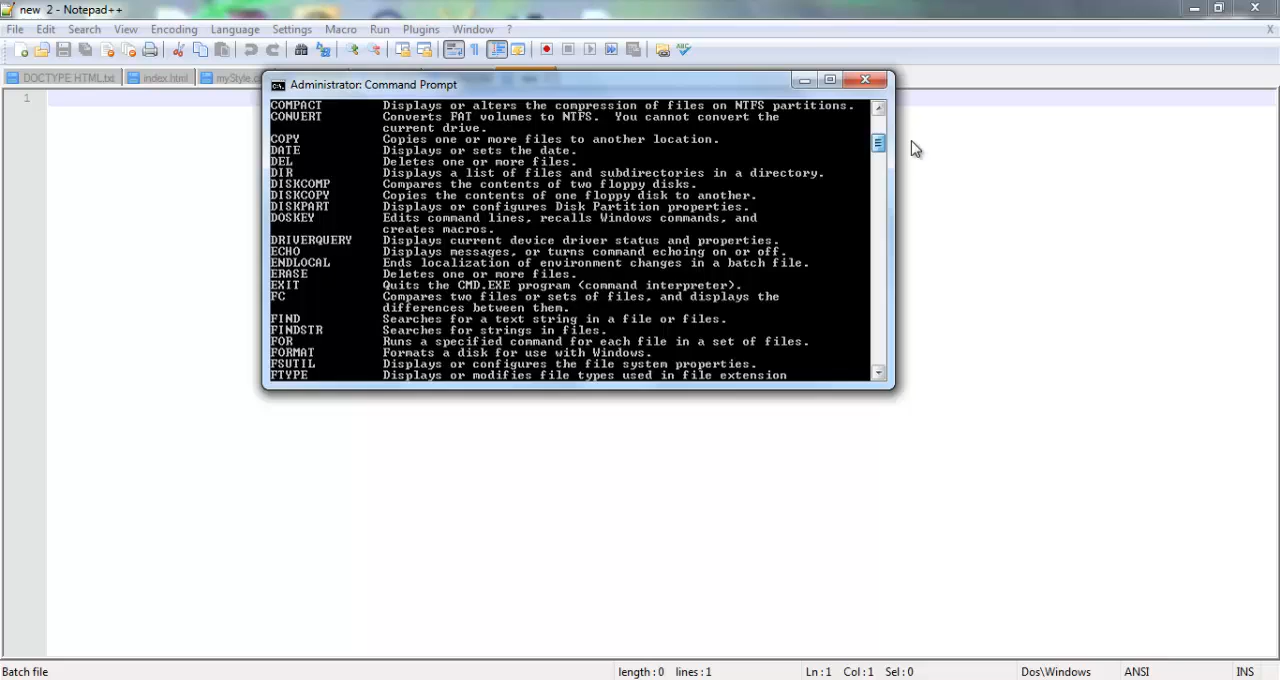 new 2 - Notepad++
File Edit Search View Encoding Language Settings Macro Run Plugins Window ?
X
DOCTYPE HTML.txt index.html myStyle.c
Administrator: Command Prompt
1
COMPACT Displays or alters the compression of files on NTFS partitions.
CONVERT Converts FAT volumes to NTFS. You cannot convert the
current drive.
COPY Copies one or more files to another location.
DATE Displays or sets the date.
DEL Deletes one or more files.
DIR Displays a list of files and subdirectories in a directory.
DISKCOMP Compares the contents of two floppy disks.
DISKCOPY Copies the contents of one floppy disk to another.
DISKPART Displays or configures Disk Partition properties.
DOSKEY Edits command lines, recalls Windows commands, and
creates macros.
DRIVERQUERY Displays current device driver status and properties.
ECHO Displays messages, or turns command echoing on or off.
ENDLOCAL Ends localization of environment changes in a batch file.
ERASE Deletes one or more files.
EXIT Quits the CMD.EXE program (command interpreter).
FC Compares two files or sets of files, and displays the
differences between them.
FIND Searches for a text string in a file or files.
FINDSTR Searches for strings in files.
FOR Runs a specified command for each file in a set of files.
FORMAT Formats a disk for use with Windows.
FSUTIL Displays or configures the file system properties.
FTYPE Displays or modifies file types used in file extension
Batch file length : 0 lines : 1 Ln : 1 Col : 1 Sel : 0 Dos\Windows ANSI INS